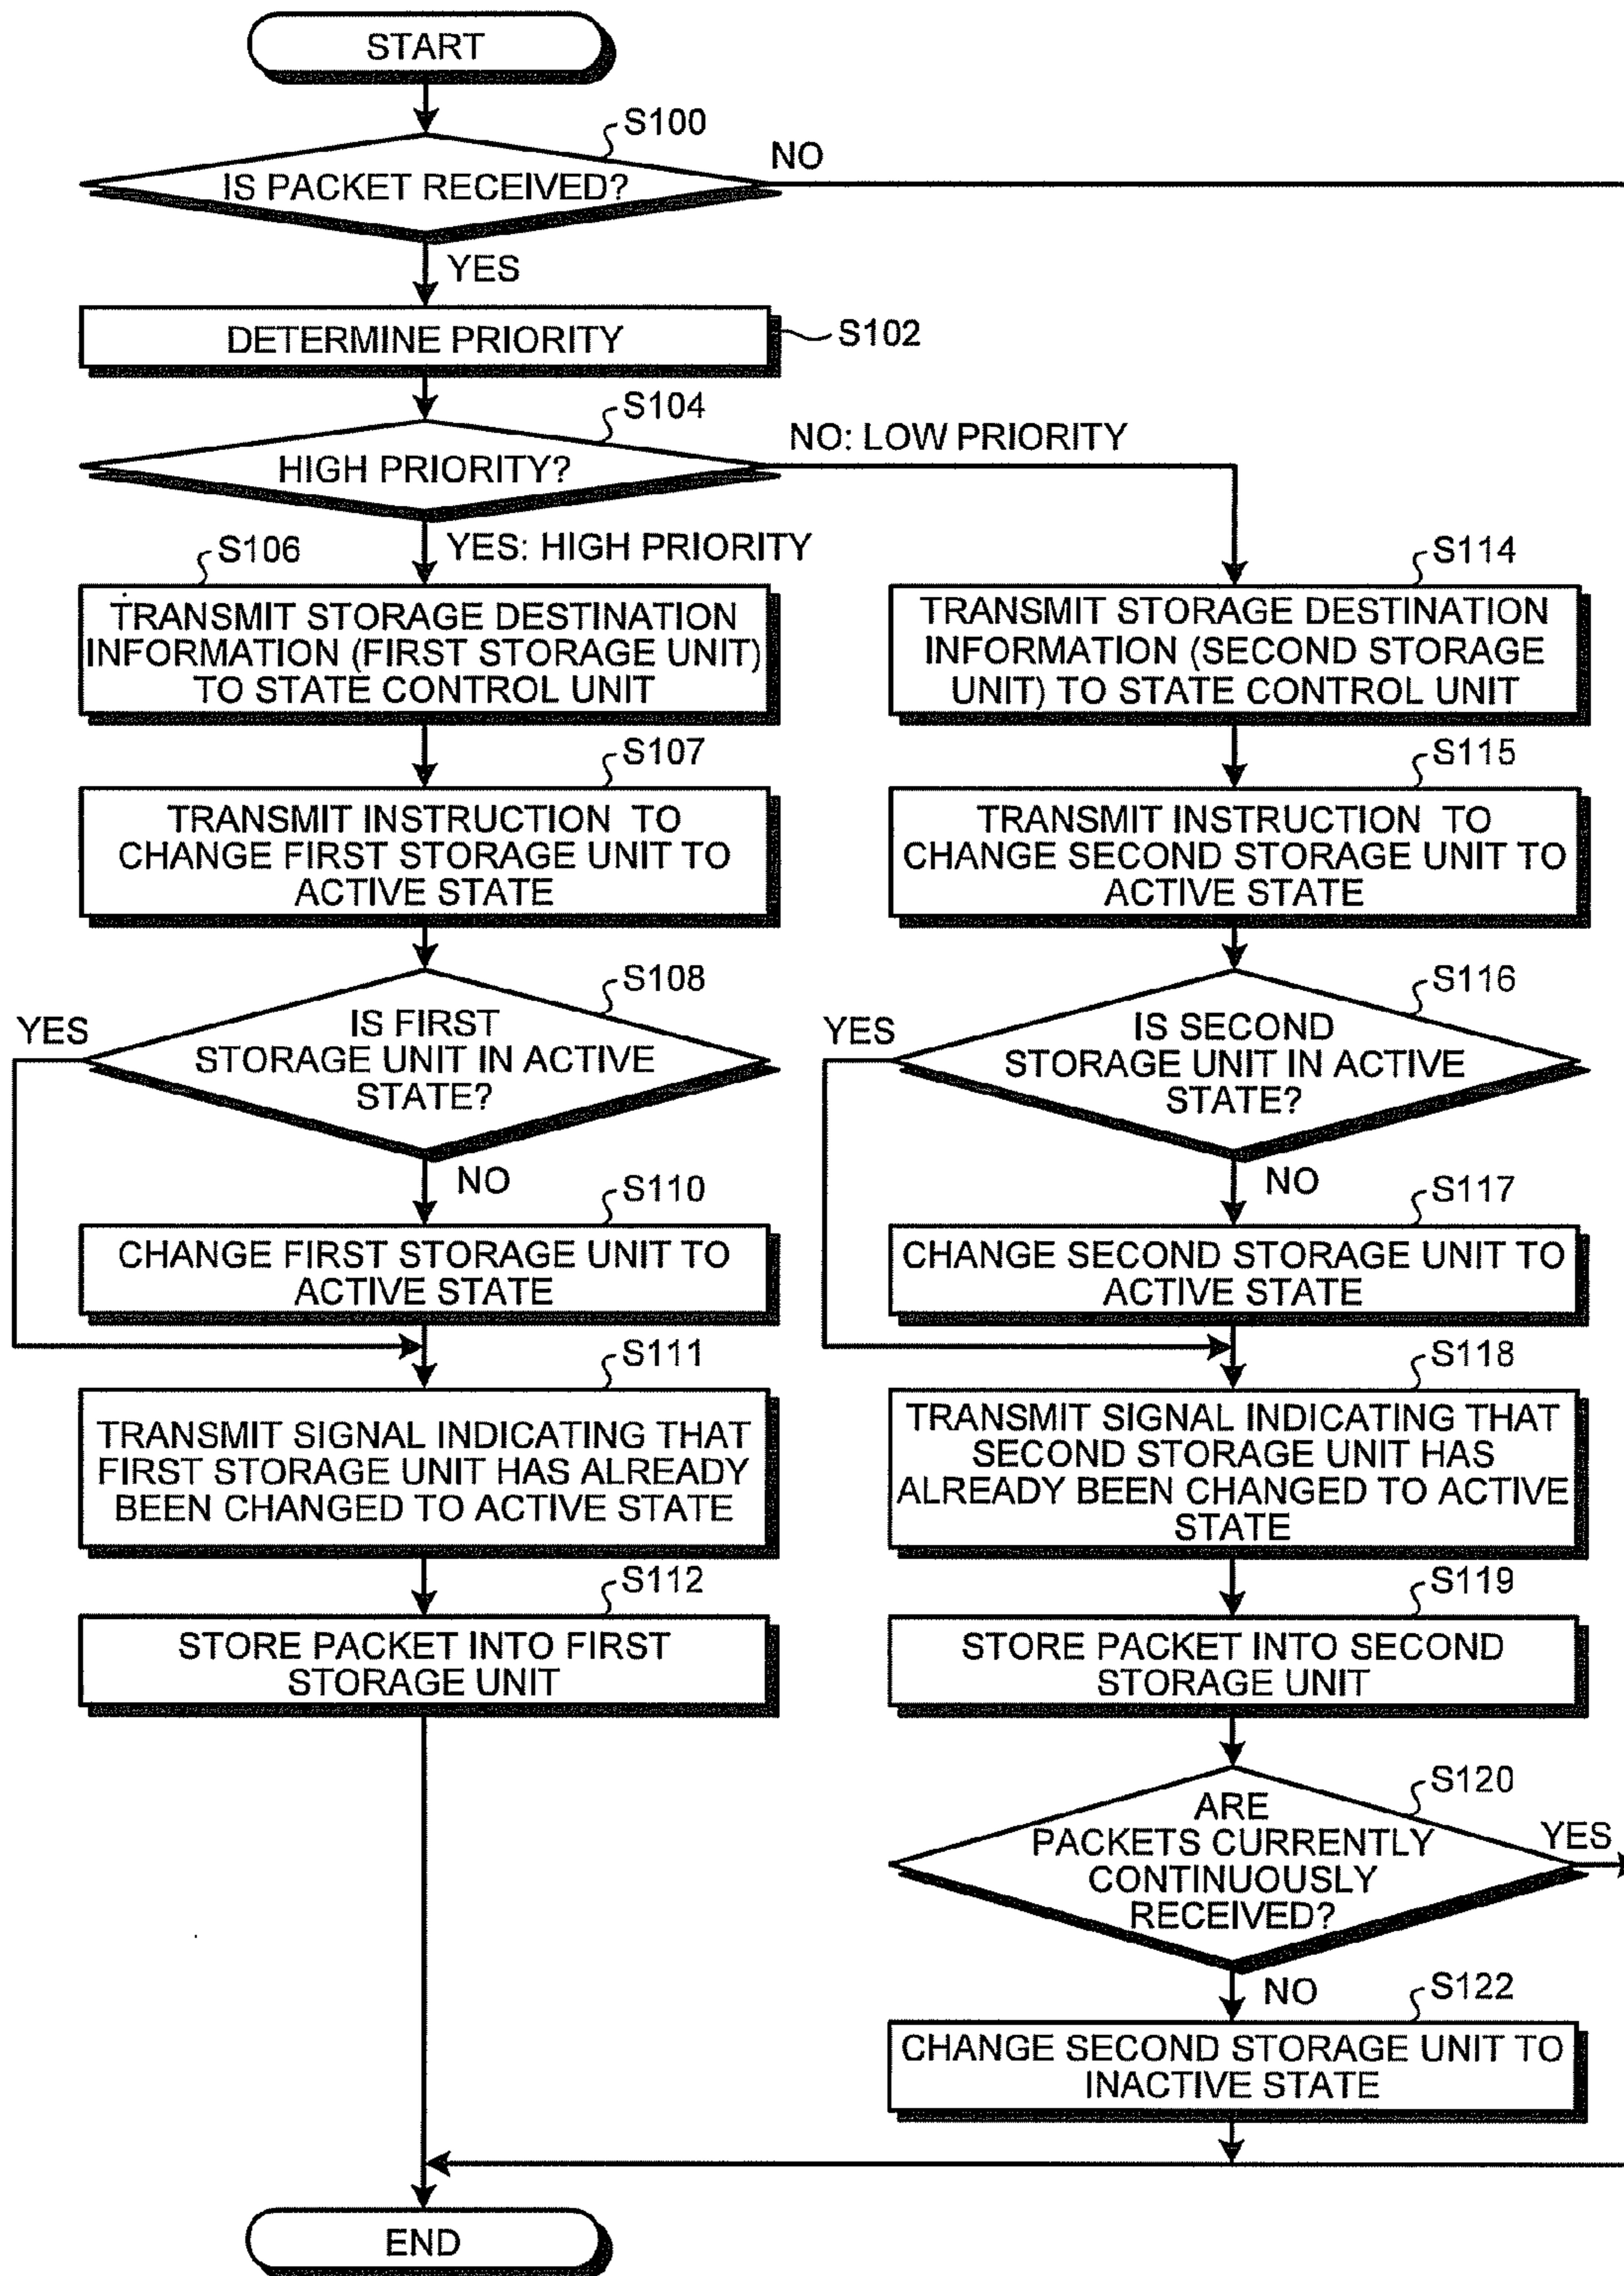 START
S100
NO
IS PACKET RECEIVED?
YES
DETERMINE PRIORITY
S102
S104
NO: LOW PRIORITY
HIGH PRIORITY?
YES: HIGH PRIORITY
S106
TRANSMIT STORAGE DESTINATION
INFORMATION (FIRST STORAGE UNIT)
TO STATE CONTROL UNIT
S107
TRANSMIT INSTRUCTION TO
CHANGE FIRST STORAGE UNIT TO
ACTIVE STATE
S108
YES
IS FIRST
STORAGE UNIT IN ACTIVE
STATE?
NO
S110
CHANGE FIRST STORAGE UNIT TO
ACTIVE STATE
S111
TRANSMIT SIGNAL INDICATING THAT
FIRST STORAGE UNIT HAS ALREADY
BEEN CHANGED TO ACTIVE STATE
S112
STORE PACKET INTO FIRST
STORAGE UNIT
S114
TRANSMIT STORAGE DESTINATION
INFORMATION (SECOND STORAGE
UNIT) TO STATE CONTROL UNIT
S115
TRANSMIT INSTRUCTION TO
CHANGE SECOND STORAGE UNIT TO
ACTIVE STATE
S116
YES
IS SECOND
STORAGE UNIT IN ACTIVE
STATE?
NO
S117
CHANGE SECOND STORAGE UNIT TO
ACTIVE STATE
S118
TRANSMIT SIGNAL INDICATING THAT
SECOND STORAGE UNIT HAS
ALREADY BEEN CHANGED TO ACTIVE
STATE
S119
STORE PACKET INTO SECOND
STORAGE UNIT
S120
ARE
PACKETS CURRENTLY
CONTINUOUSLY
RECEIVED?
YES
NO
S122
CHANGE SECOND STORAGE UNIT TO
INACTIVE STATE
END